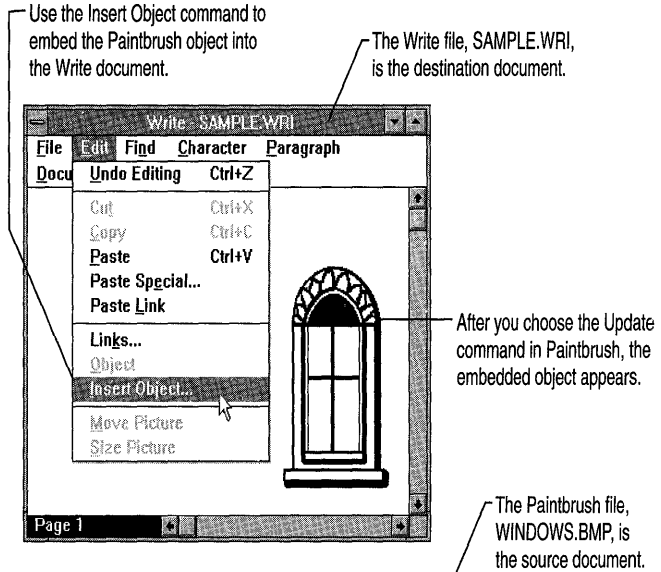 Use the Insert Object command to
embed the Paintbrush object into
the Write document.
The Write file, SAMPLE.WRI,
is the destination document.
Write - SAMPLE.WRI
File Edit Find Character Paragraph
Docu
Undo Editing Ctrl+Z
Cut Ctrl+X
Copy Ctrl+C
Paste Ctrl+V
Paste Special...
Paste Link
Links...
Object
Insert Object...
Move Picture
Size Picture
After you choose the Update
command in Paintbrush, the
embedded object appears.
Page 1
The Paintbrush file,
WINDOWS.BMP, is
the source document.